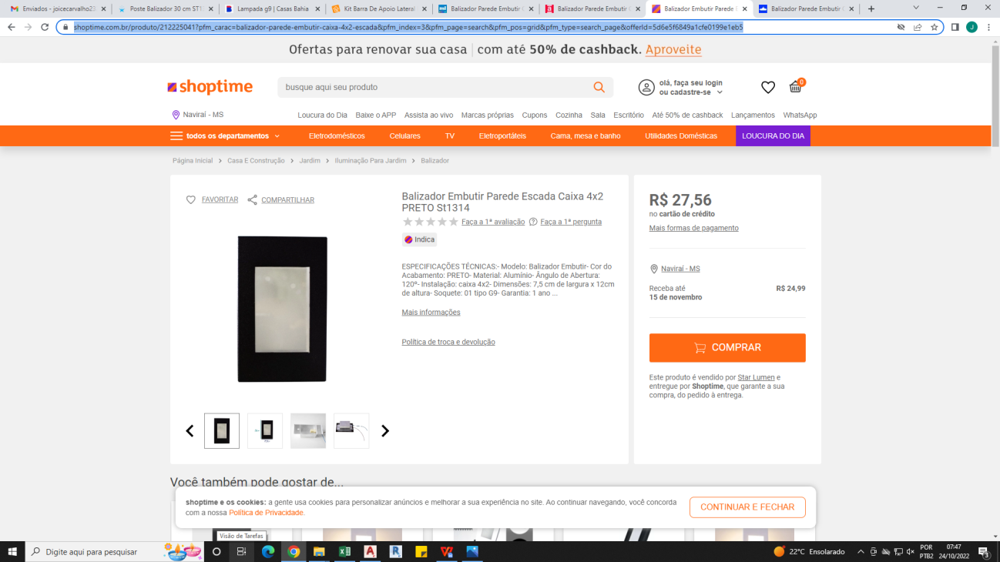 Enviados - joicecarvalho23
Poste Balizador 30 cm ST1
Lampada g9 | Casas Bahia
Kit Barra De Apoio Lateral
Balizador Parede Embutir C
Balizador Parede Embutir
Balizador Parede Embutir E
Balizador Parede Embutir C
shoptime.com.br/produto/212225041?pfm_carac=balizador-parede-embutir-caixa-4x2-escada&pfm_index=3&pfm_page=search&pfm_pos=grid&pfm_type=search_page&offerId=5d6e5f6849a1cfe0199e1eb5
J
Ofertas para renovar sua casa | com até 50% de cashback. Aproveite
shoptime
busque aqui seu produto
olá, faça seu login
ou cadastre-se
0
Naviraí - MS
Loucura do Dia Baixe o APP Assista ao vivo Marcas próprias Cupons Cozinha Sala Escritório Até 50% de cashback Lançamentos WhatsApp
todos os departamentos Eletrodomésticos Celulares TV Eletroportáteis Cama, mesa e banho Utilidades Domésticas LOUCURA DO DIA
Página Inicial > Casa E Construção > Jardim > Iluminação Para Jardim > Balizador
FAVORITAR COMPARTILHAR
Balizador Embutir Parede Escada Caixa 4x2
PRETO St1314
Faça a 1ª avaliação Faça a 1ª pergunta
Indica
ESPECIFICAÇÕES TÉCNICAS:- Modelo: Balizador Embutir- Cor do
Acabamento: PRETO- Material: Alumínio- Ângulo de Abertura:
120º- Instalação: caixa 4x2- Dimensões: 7,5 cm de largura x 12cm
de altura- Soquete: 01 tipo G9- Garantia: 1 ano ...
Mais informações
Política de troca e devolução
R$ 27,56
no cartão de crédito
Mais formas de pagamento
Naviraí - MS
Receba até
15 de novembro
R$ 24,99
COMPRAR
Este produto é vendido por Star Lumen e
entregue por Shoptime, que garante a sua
compra, do pedido à entrega.
Você também pode gostar de...
shoptime e os cookies: a gente usa cookies para personalizar anúncios e melhorar a sua experiência no site. Ao continuar navegando, você concorda
com a nossa Política de Privacidade.
CONTINUAR E FECHAR
Visão de Tarefas
Digite aqui para pesquisar
22°C Ensolarado
POR
PTB2
07:47
24/10/2022
3